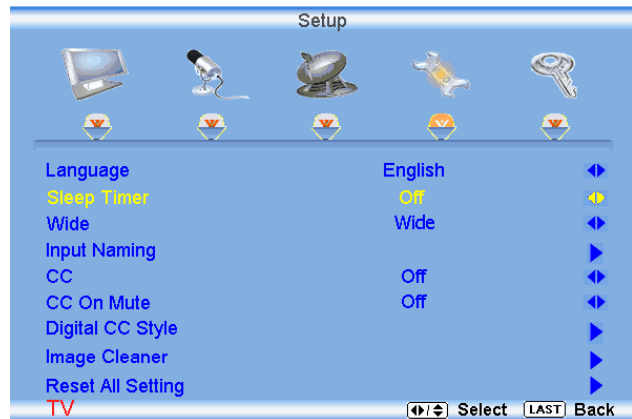 Setup
Language English
Sleep Timer Off
Wide Wide
Input Naming
CC Off
CC On Mute Off
Digital CC Style
Image Cleaner
Reset All Setting
TV Select LAST Back